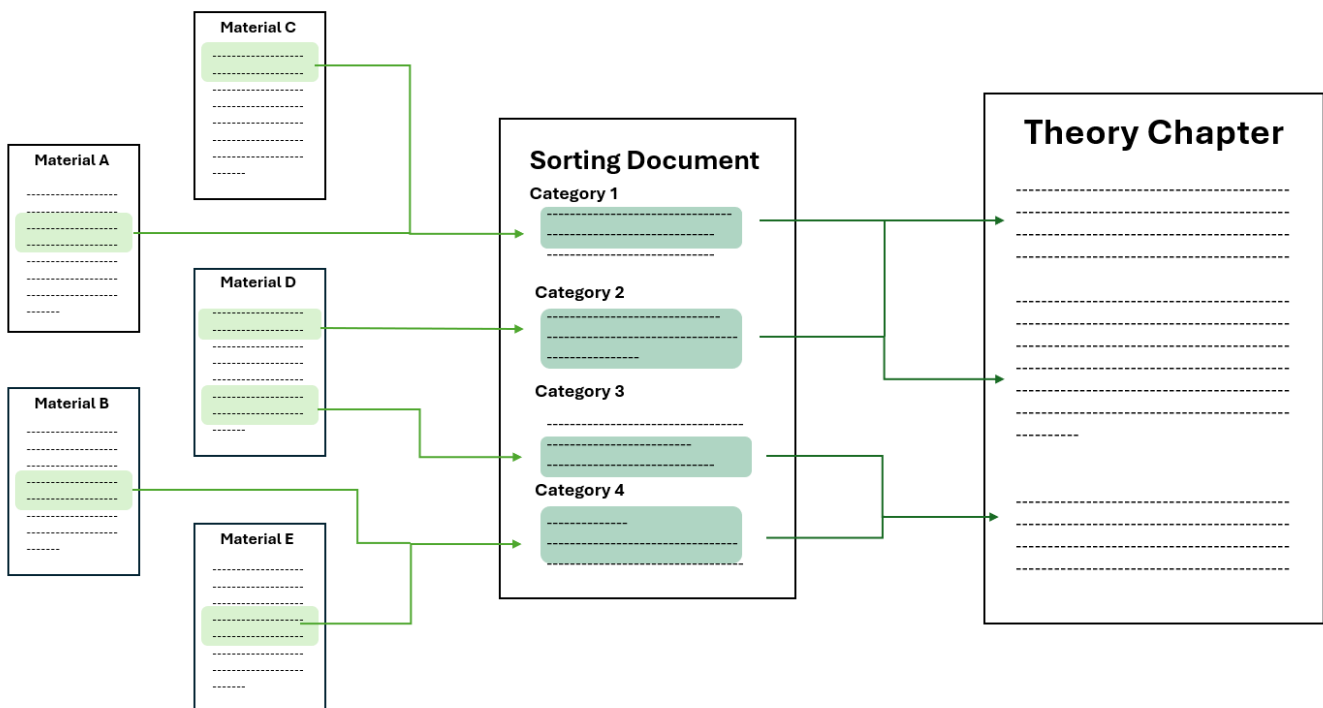 Material C
Material A
Material D
Material B
Material E
Sorting Document
Category 1
Category 2
Category 3
Category 4
Theory Chapter